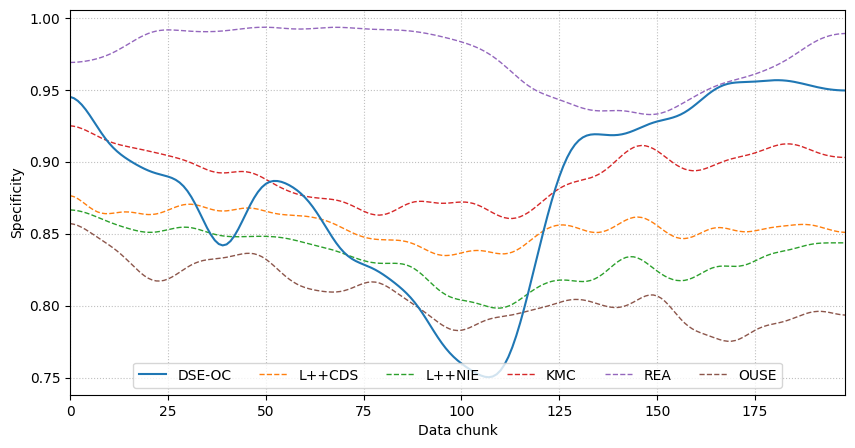 1.00
0.95
0.90
0.85
0.80
0.75
Specificity
DSE-OC L++CDS L++NIE KMC REA OUSE
0 25 50 75 100 125 150 175
Data chunk